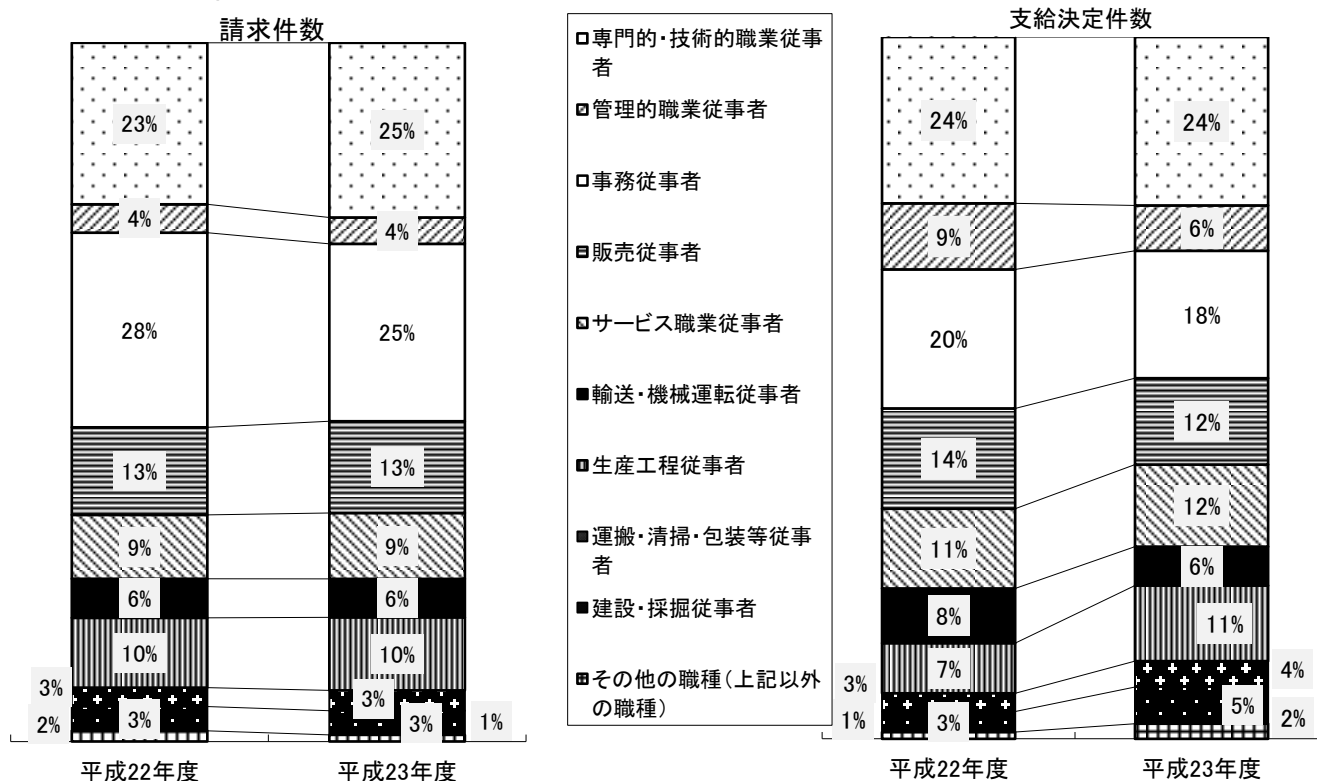 請求件数
23%
4%
28%
13%
9%
6%
10%
3%
3%
2%
平成22年度
25%
4%
25%
13%
9%
6%
10%
3%
3%
1%
平成23年度
専門的・技術的職業従事
者
管理的職業従事者
事務従事者
販売従事者
サービス職業従事者
輸送・機械運転従事者
生産工程従事者
運搬・清掃・包装等従事
者
建設・採掘従事者
その他の職種(上記以外
の職種)
支給決定件数
24%
9%
20%
14%
11%
8%
7%
3%
3%
1%
平成22年度
24%
6%
18%
12%
12%
6%
11%
4%
5%
2%
平成23年度